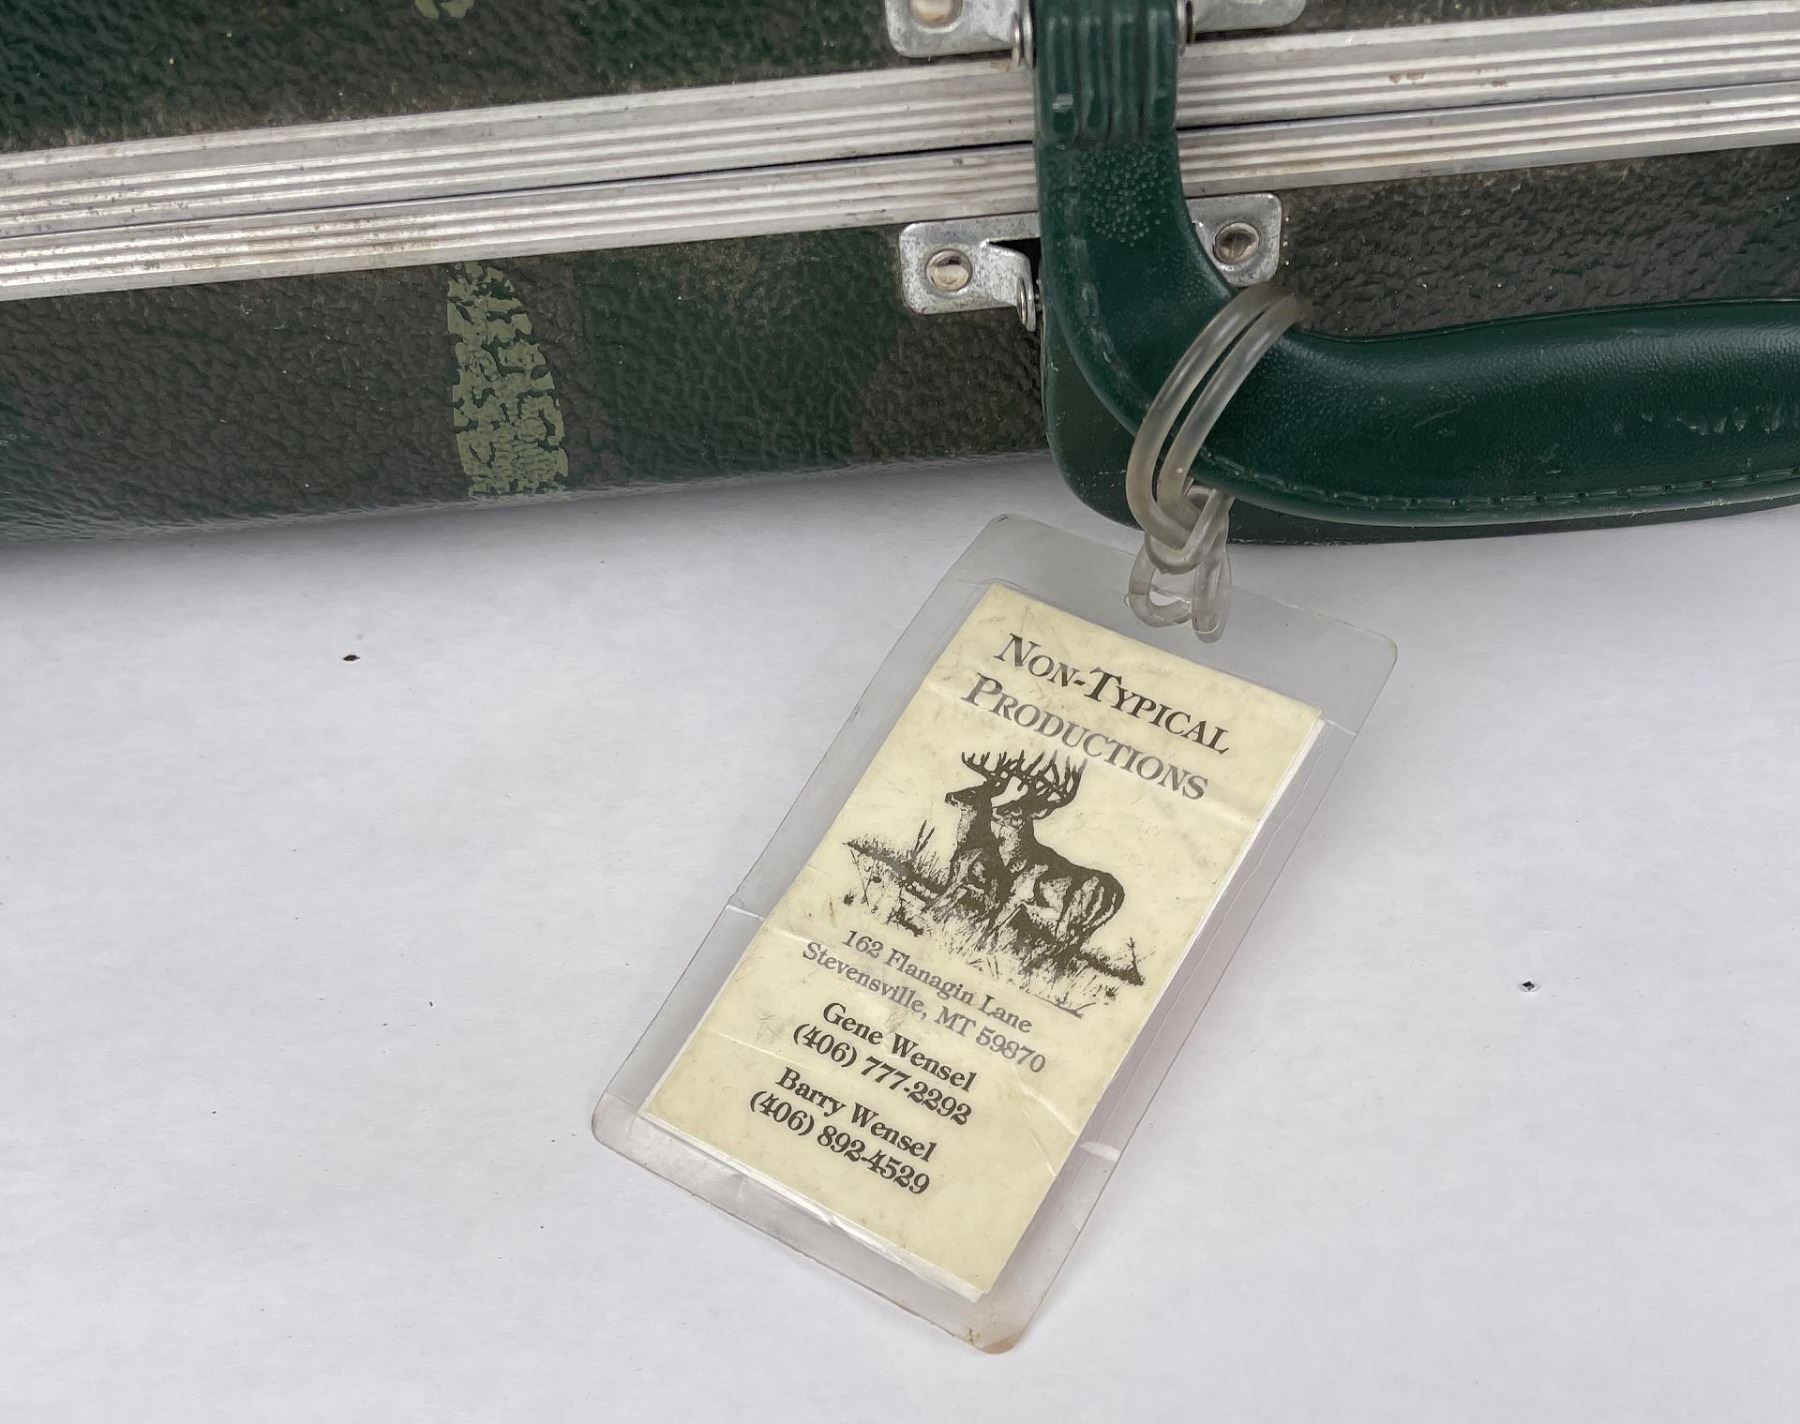 NON-TYPICAL
PRODUCTIONS
162 Flanagin Lane
Stevensville, MT 59870
Gene Wensel
(406) 777-2292
Barry Wensel
(406) 892-4529